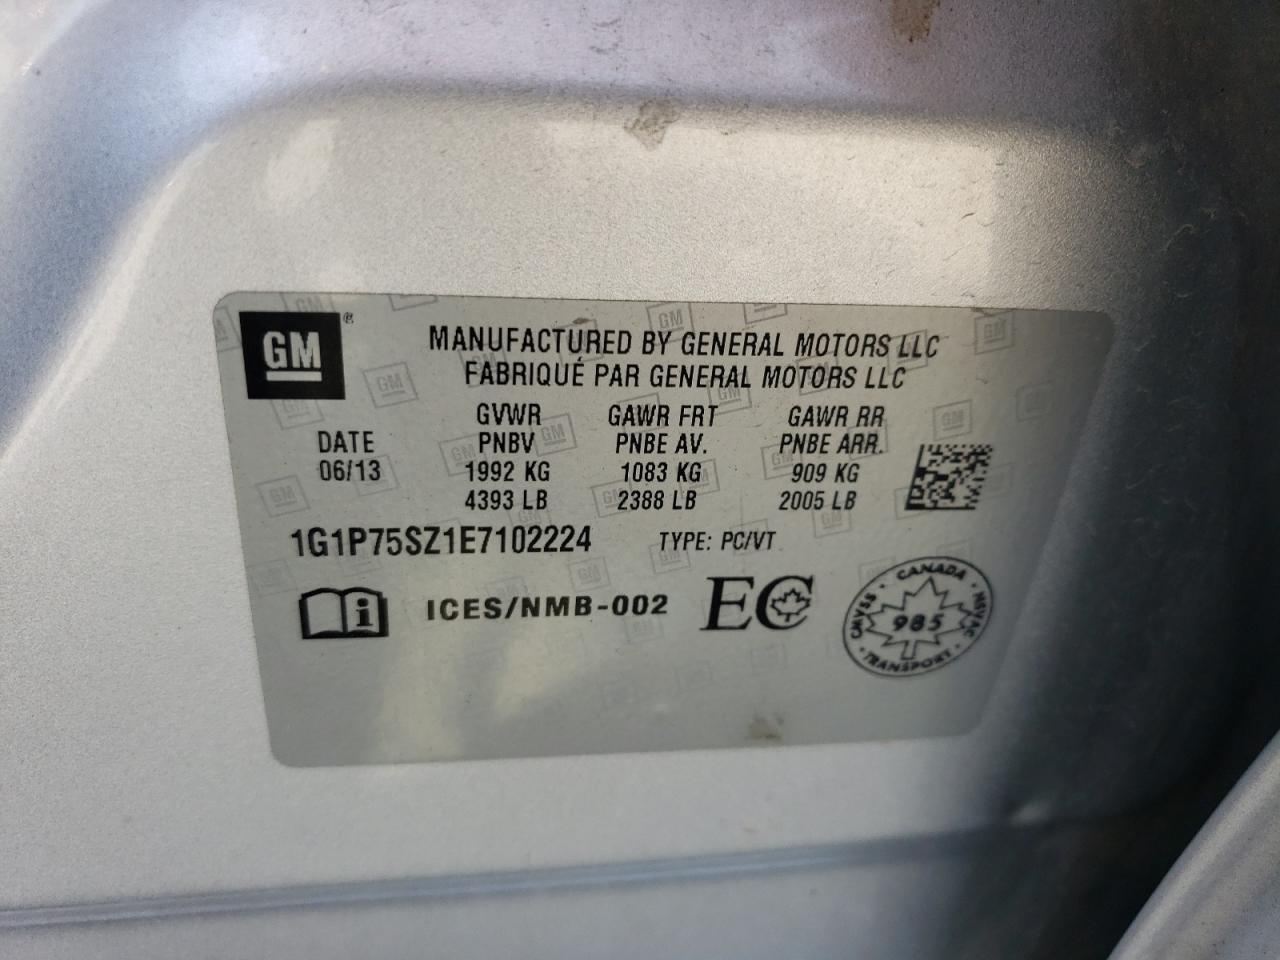 GM ®
MANUFACTURED BY GENERAL MOTORS LLC
FABRIQUÉ PAR GENERAL MOTORS LLC
GVWR GAWR FRT GAWR RR
DATE PNBV PNBE AV. PNBE ARR.
06/13 1992 KG 1083 KG 909 KG
4393 LB 2388 LB 2005 LB
1G1P75SZ1E7102224 TYPE: PC/VT
i ICES/NMB-002 EC
CANADA
CMVSS 985 NSVAC
TRANSPORT